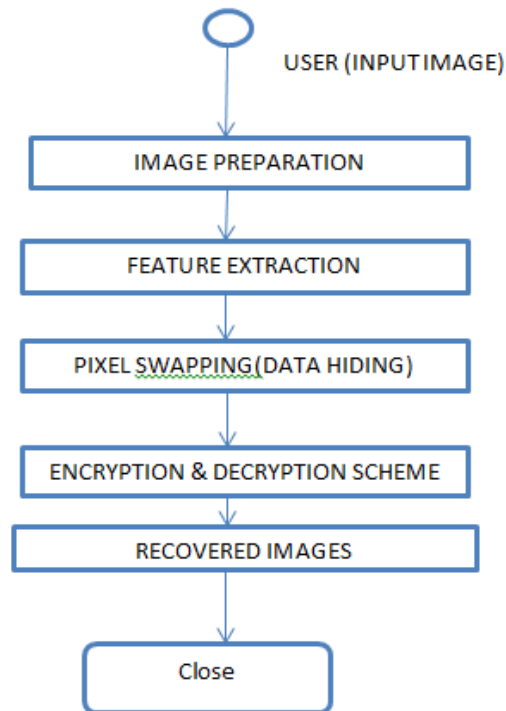 USER (INPUT IMAGE)
IMAGE PREPARATION
FEATURE EXTRACTION
PIXEL SWAPPING(DATA HIDING)
ENCRYPTION & DECRYPTION SCHEME
RECOVERED IMAGES
Close